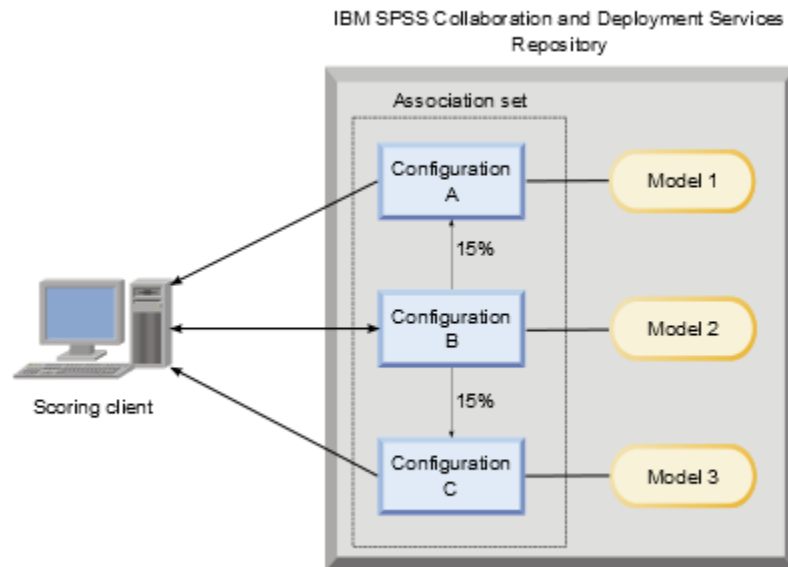 IBM SPSS Collaboration and Deployment Services
Repository
Association set
Configuration
A
Model 1
15%
Configuration
B
Model 2
Scoring client
15%
Configuration
C
Model 3